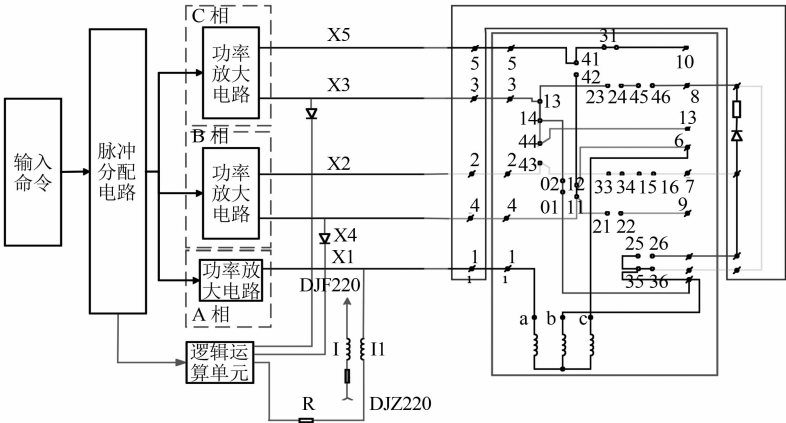 输入
命令
脉冲
分配
电路
C 相
功率
放大
电路
B 相
功率
放大
电路
功率放
大电路
A 相
逻辑运
算单元
X5
X3
X2
X4
X1
DJF220
I
I1
R
DJZ220
5
5
3
3
2
2
4
4
1
1
1
1
31
41
42
10
13
23
24
45
46
8
14
44
43
13
6
02
12
33
34
15
16
7
01
11
21
22
9
25
26
35
36
a
b
c